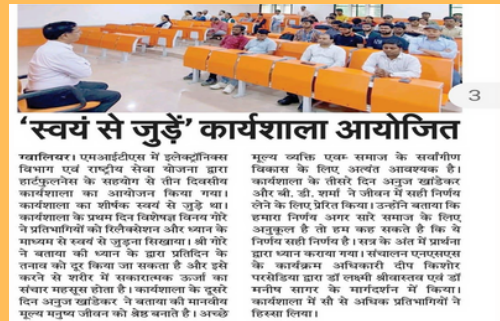 3
'स्वयं से जुड़ें' कार्यशाला आयोजित
ग्वालियर। एमआईटीएस में इलेक्ट्रॉनिक्स
विभाग एवं राष्ट्रीय सेवा योजना द्वारा
हार्टफुलनेस के सहयोग से तीन दिवसीय
कार्यशाला का आयोजन किया गया।
कार्यशाला का शीर्षक स्वयं से जुड़े था।
कार्यशाला के प्रथम दिन विशेषज्ञ विनय गोरे
ने प्रतिभागियों को रिलैक्सेशन और ध्यान के
माध्यम से स्वयं से जुड़ना सिखाया। श्री गोरे
ने बताया की ध्यान के द्वारा प्रतिदिन के
तनाव को दूर किया जा सकता है और इसे
करने से शरीर में सकारात्मक ऊर्जा का
संचार महसूस होता है। कार्यशाला के दूसरे
दिन अनुज खांडेकर ने बताया की मानवीय
मूल्य मनुष्य जीवन को श्रेष्ठ बनाते है। अच्छे
मूल्य व्यक्ति एवम समाज के सर्वांगीण
विकास के लिए अत्यंत आवश्यक है।
कार्यशाला के तीसरे दिन अनुज खांडेकर
और बी. डी. शर्मा ने जीवन में सही निर्णय
लेने के लिए प्रेरित किया। उन्होंने बताया कि
हमारा निर्णय अगर सारे समाज के लिए
अनुकूल है तो हम कह सकते है कि ये
निर्णय सही निर्णय है। सत्र के अंत में प्रार्थना
द्वारा ध्यान कराया गया। संचालन एनएसएस
के कार्यक्रम अधिकारी दीप किशोर
परसेडिया द्वारा डॉ लक्ष्मी श्रीवास्तव एवं डॉ
मनीष सागर के मार्गदर्शन में किया।
कार्यशाला में सौ से अधिक प्रतिभागियों ने
हिस्सा लिया।